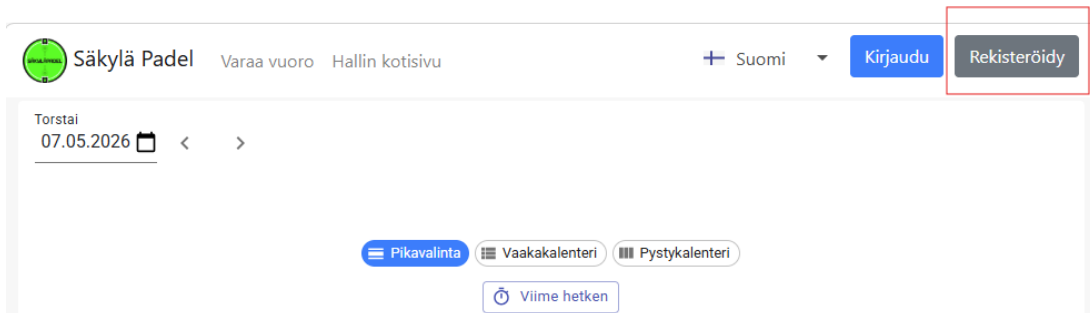 Säkylä Padel Varaa vuoro Hallin kotisivu Suomi Kirjaudu Rekisteröidy
Torstai
07.05.2026
Pikavalinta Vaakakalenteri Pystykalenteri
Viime hetken